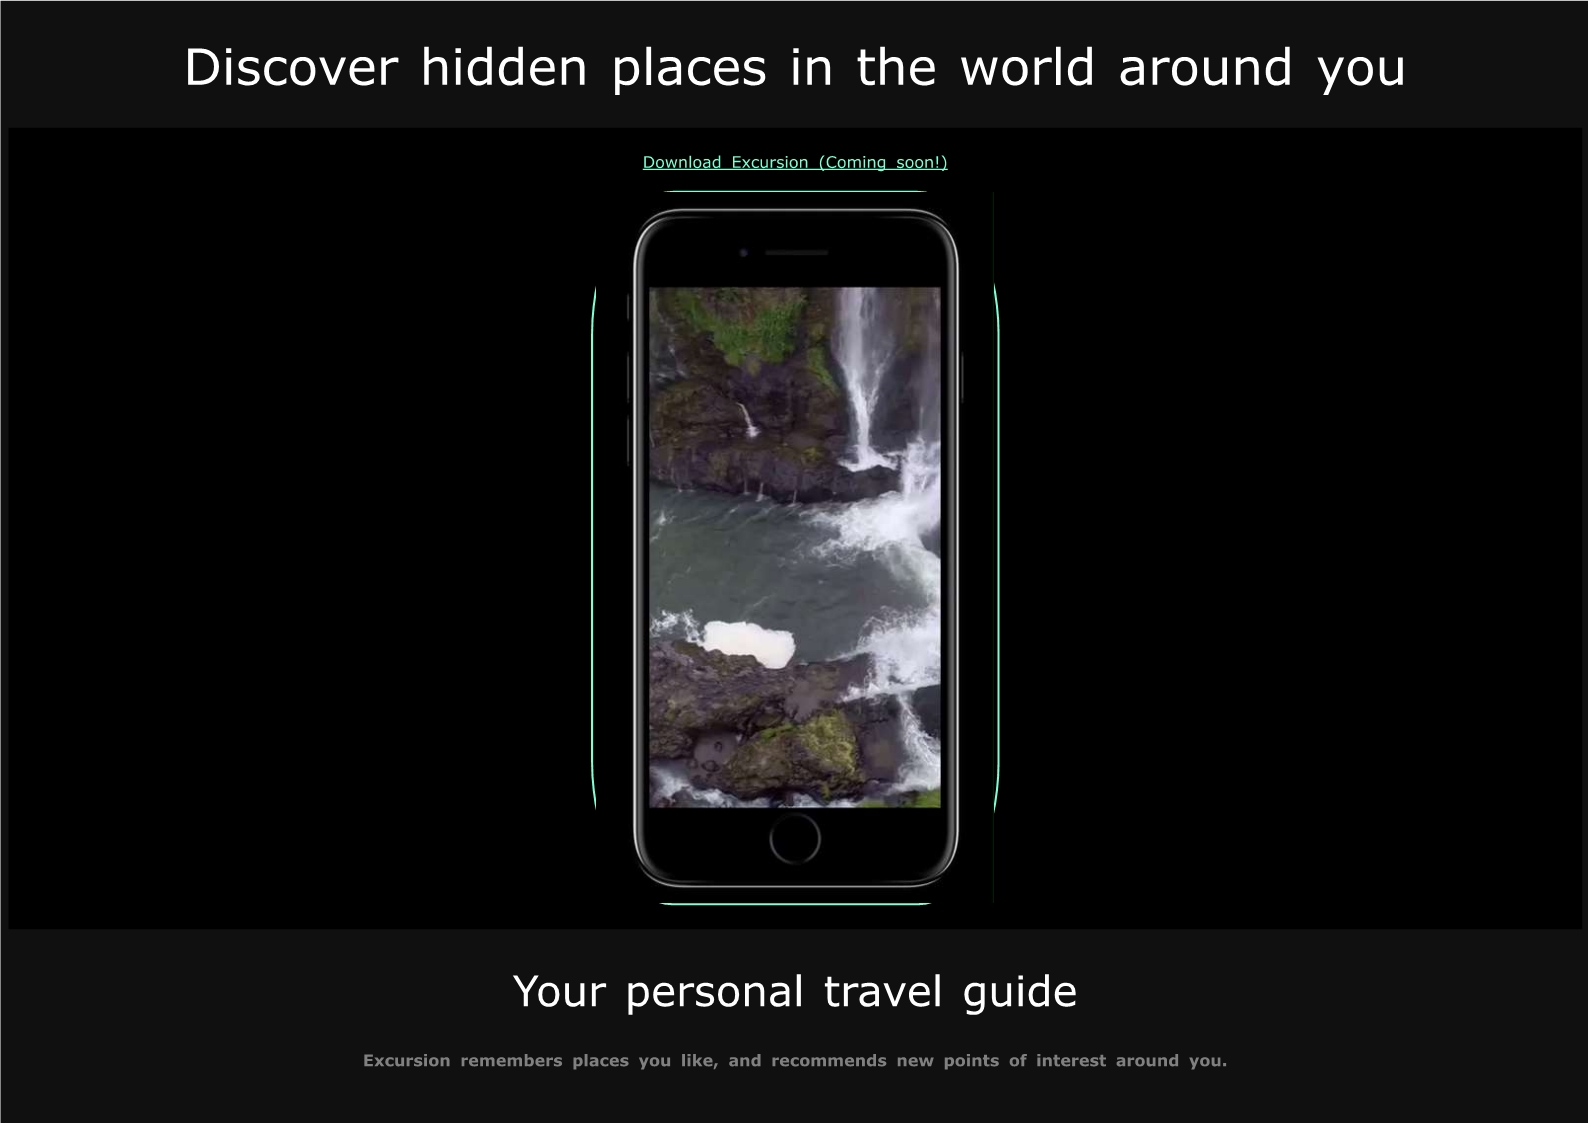 Discover hidden places in the world around you
Download Excursion (Coming soon!)
Your personal travel guide
Excursion remembers places you like, and recommends new points of interest around you.